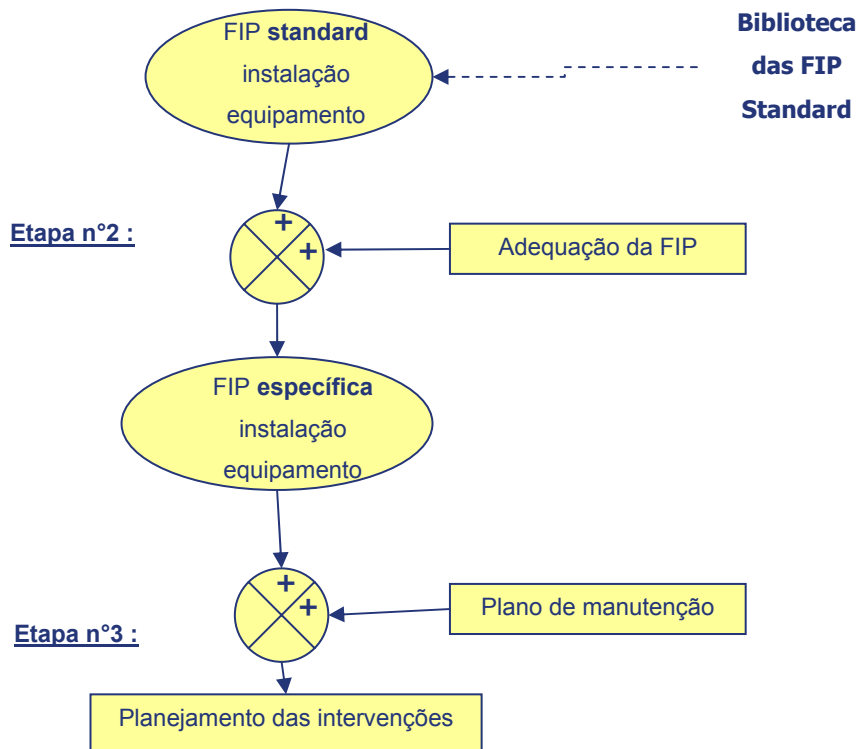 FIP standard
instalação
equipamento
Biblioteca
das FIP
Standard
Etapa n°2 :
+
+
Adequação da FIP
FIP específica
instalação
equipamento
+
+
Plano de manutenção
Etapa n°3 :
Planejamento das intervenções